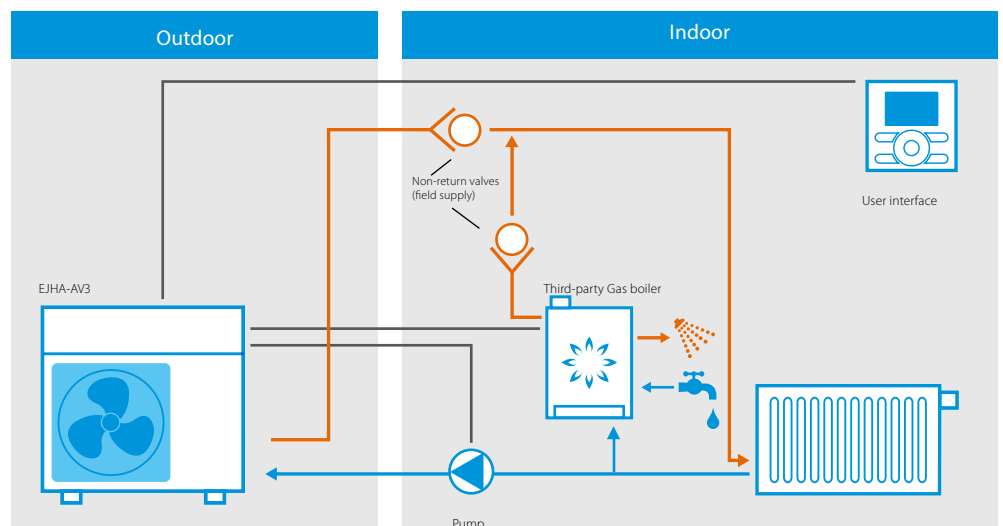 Outdoor
Indoor
Non-return valves
(field supply)
User interface
EJHA-AV3
Third-party Gas boiler
Pump